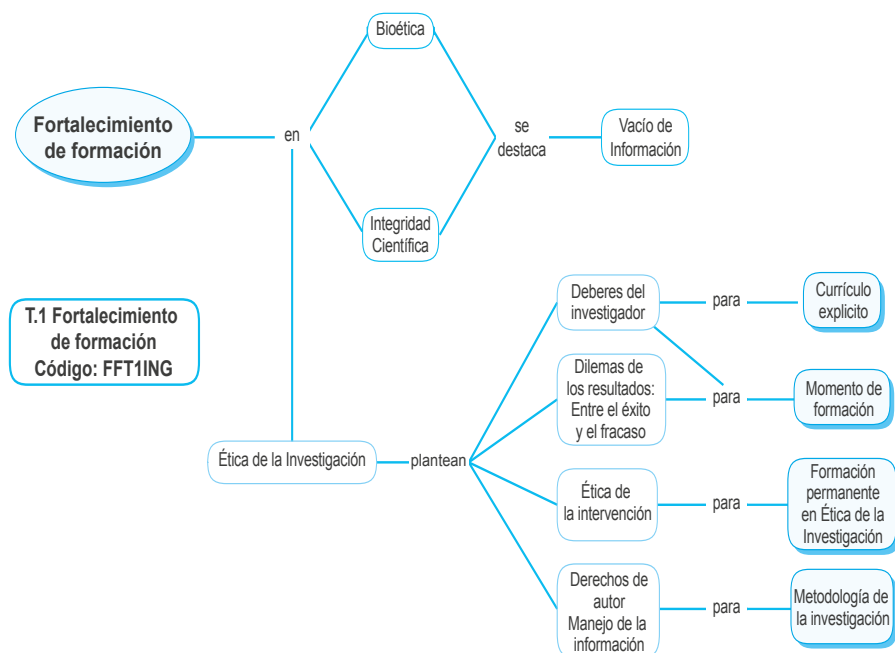 Bioética
Fortalecimiento
de formación
en
se
destaca
Vacío de
Información
Integridad
Científica
T.1 Fortalecimiento
de formación
Código: FFT1ING
Deberes del
investigador
para
Currículo
explicito
Dilemas de
los resultados:
Entre el éxito
y el fracaso
para
Momento de
formación
Ética de la Investigación
plantean
Ética de
la intervención
para
Formación
permanente
en Ética de la
Investigación
Derechos de
autor
Manejo de la
información
para
Metodología de
la investigación